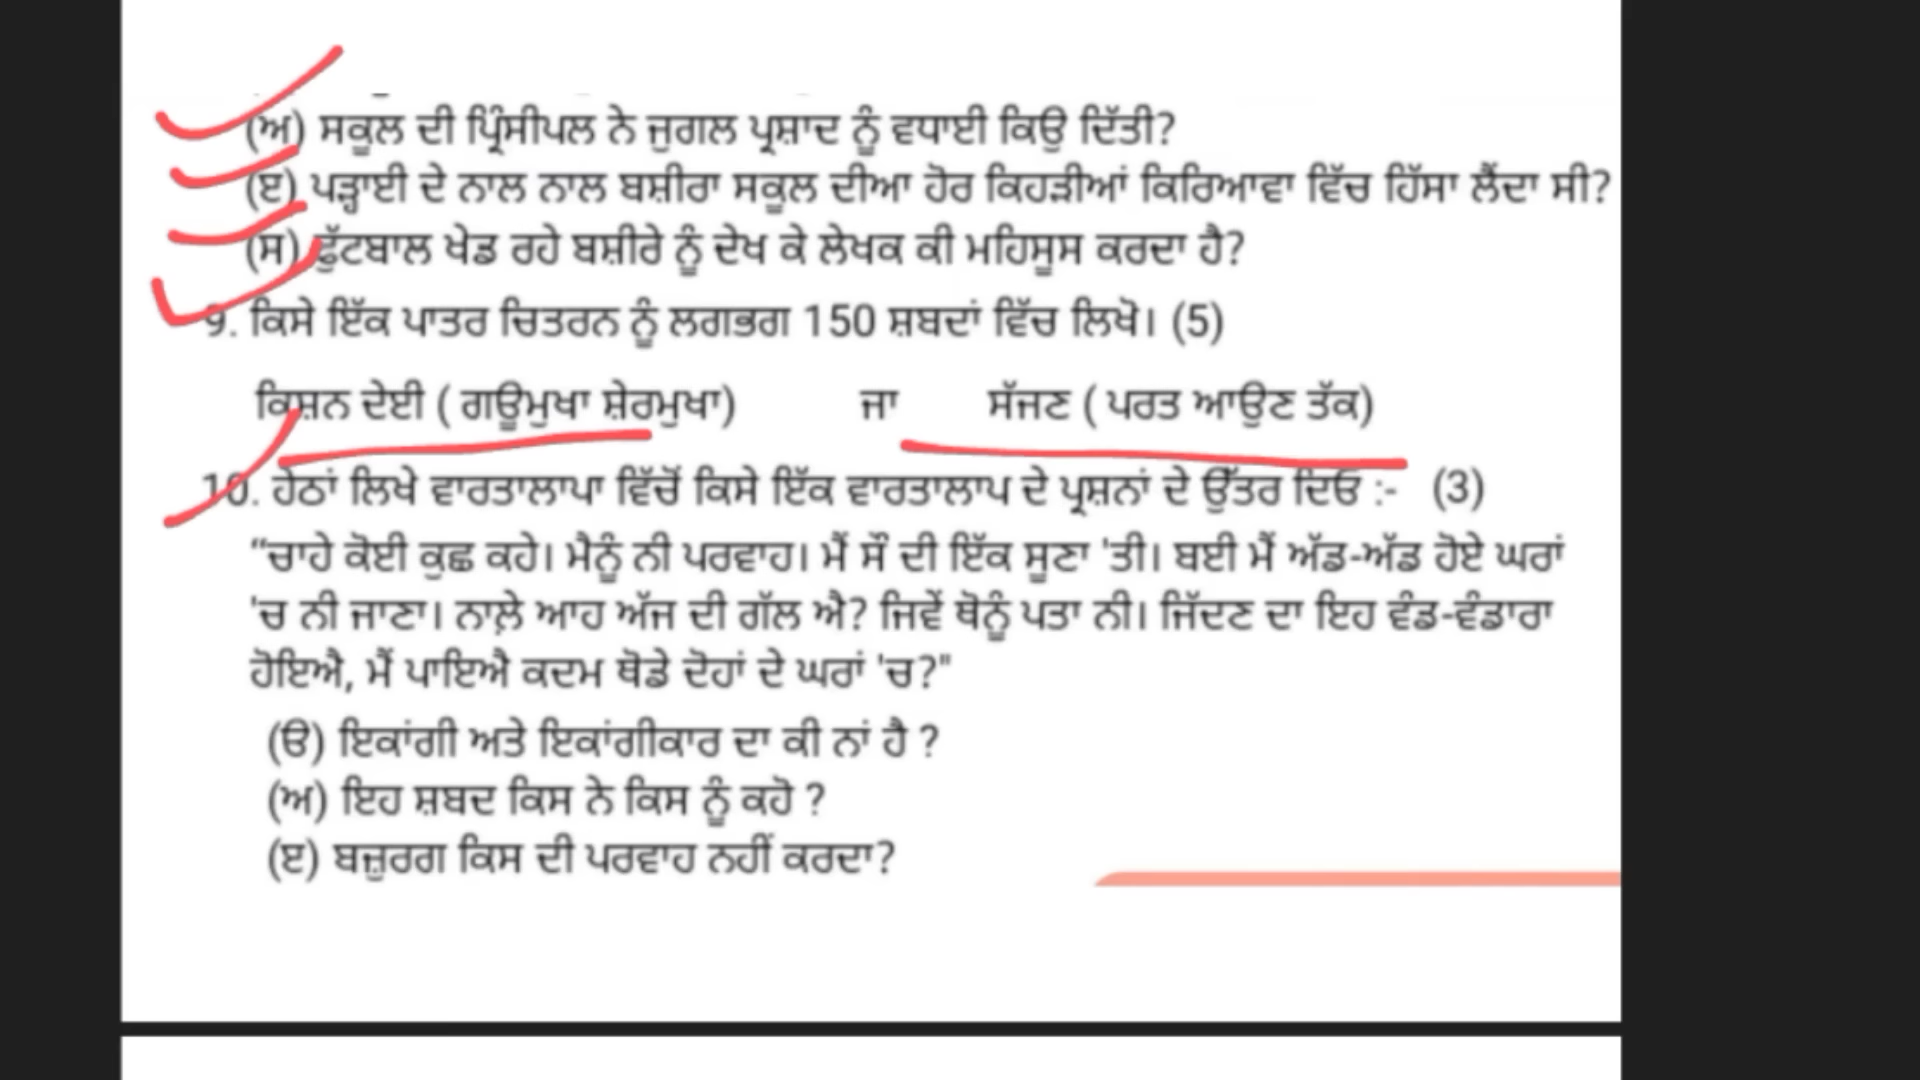 (ਅ) ਸਕੂਲ ਦੀ ਪ੍ਰਿੰਸੀਪਲ ਨੇ ਜੁਗਲ ਪ੍ਰਸ਼ਾਦ ਨੂੰ ਵਧਾਈ ਕਿਉ ਦਿੱਤੀ?
(ੲ) ਪੜ੍ਹਾਈ ਦੇ ਨਾਲ ਨਾਲ ਬਸ਼ੀਰਾ ਸਕੂਲ ਦੀਆ ਹੋਰ ਕਿਹੜੀਆਂ ਕਿਰਿਆਵਾ ਵਿੱਚ ਹਿੱਸਾ ਲੈਂਦਾ ਸੀ?
(ਸ) ਫੁੱਟਬਾਲ ਖੇਡ ਰਹੇ ਬਸ਼ੀਰੇ ਨੂੰ ਦੇਖ ਕੇ ਲੇਖਕ ਕੀ ਮਹਿਸੂਸ ਕਰਦਾ ਹੈ?
9. ਕਿਸੇ ਇੱਕ ਪਾਤਰ ਚਿਤਰਨ ਨੂੰ ਲਗਭਗ 150 ਸ਼ਬਦਾਂ ਵਿੱਚ ਲਿਖੋ। (5)
ਕਿਸ਼ਨ ਦੇਈ ( ਗਊਮੁਖਾ ਸ਼ੇਰਮੁਖਾ) ਜਾ ਸੱਜਣ ( ਪਰਤ ਆਉਣ ਤੱਕ)
10. ਹੇਠਾਂ ਲਿਖੇ ਵਾਰਤਾਲਾਪਾ ਵਿੱਚੋਂ ਕਿਸੇ ਇੱਕ ਵਾਰਤਾਲਾਪ ਦੇ ਪ੍ਰਸ਼ਨਾਂ ਦੇ ਉੱਤਰ ਦਿਓ :- (3)
“ਚਾਹੇ ਕੋਈ ਕੁਛ ਕਹੇ। ਮੈਨੂੰ ਨੀ ਪਰਵਾਹ। ਮੈਂ ਸੌ ਦੀ ਇੱਕ ਸੂਣਾ 'ਤੀ। ਬਈ ਮੈਂ ਅੱਡ-ਅੱਡ ਹੋਏ ਘਰਾਂ
'ਚ ਨੀ ਜਾਣਾ। ਨਾਲ਼ੇ ਆਹ ਅੱਜ ਦੀ ਗੱਲ ਐ? ਜਿਵੇਂ ਥੋਨੂੰ ਪਤਾ ਨੀ। ਜਿੱਦਣ ਦਾ ਇਹ ਵੰਡ-ਵੰਡਾਰਾ
ਹੋਇਐ, ਮੈਂ ਪਾਇਐ ਕਦਮ ਥੋਡੇ ਦੋਹਾਂ ਦੇ ਘਰਾਂ 'ਚ?"
(ੳ) ਇਕਾਂਗੀ ਅਤੇ ਇਕਾਂਗੀਕਾਰ ਦਾ ਕੀ ਨਾਂ ਹੈ ?
(ਅ) ਇਹ ਸ਼ਬਦ ਕਿਸ ਨੇ ਕਿਸ ਨੂੰ ਕਹੇ ?
(ੲ) ਬਜ਼ੁਰਗ ਕਿਸ ਦੀ ਪਰਵਾਹ ਨਹੀਂ ਕਰਦਾ?